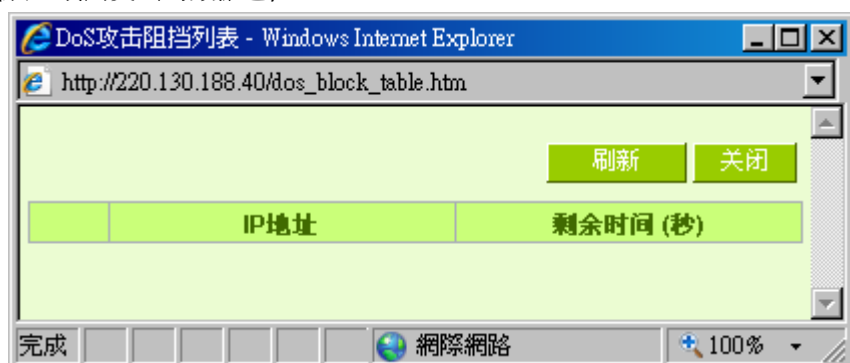 DoS攻击阻挡列表 - Windows Internet Explorer
http://220.130.188.40/dos_block_table.htm
刷新 关闭
IP地址 剩余时间 (秒)
完成 網際網路 100%